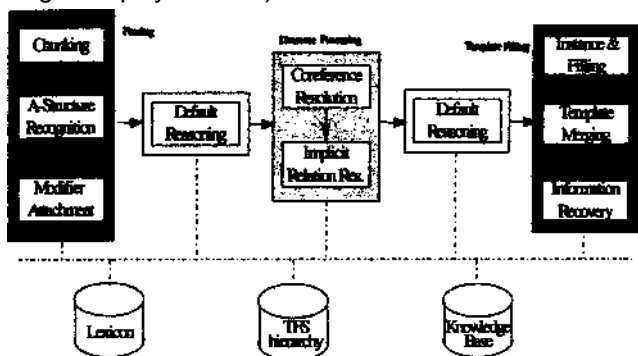 Parsing
Chunking
A-Structure
Recognition
Modifier
Attachment
Default
Reasoning
Discourse Processing
Coreference
Resolution
Implicit
Relation Rex.
Default
Reasoning
Template Filling
Instance &
Filling
Template
Merging
Information
Recovery
Lexicon
TFS
hierarchy
Knowledge
Base